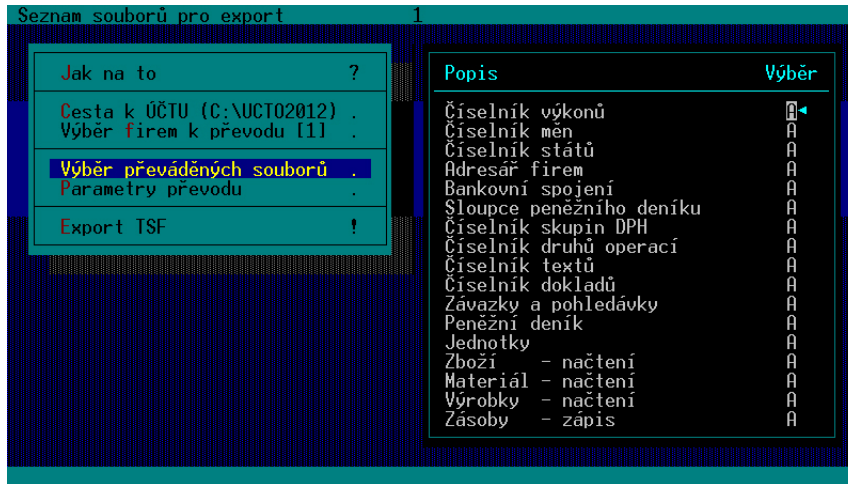 Seznam souborů pro export 1
Jak na to ?
Cesta k ÚČTU (C:\UCTO2012) .
Výběr firem k převodu [1] .
Výběr převáděných souborů .
Parametry převodu .
Export TSF !
Popis Výběr
Číselník výkonů A
Číselník měn A
Číselník států A
Adresář firem A
Bankovní spojení A
Sloupce peněžního deníku A
Číselník skupin DPH A
Číselník druhů operací A
Číselník textů A
Číselník dokladů A
Závazky a pohledávky A
Peněžní deník A
Jednotky A
Zboží - načtení A
Materiál - načtení A
Výrobky - načtení A
Zásoby - zápis A